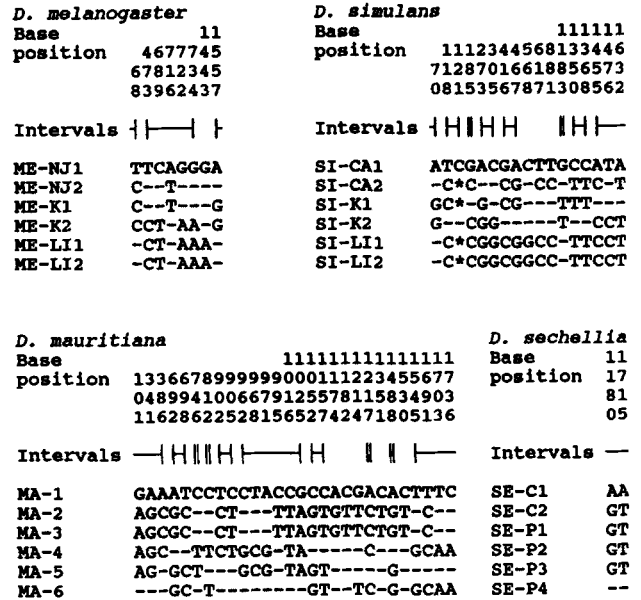 D. melanogaster
Base 11
position 4677745
67812345
83962437
Intervals
ME-NJ1 TTCAGGGA
ME-NJ2 C--T----
ME-K1 C--T---G
ME-K2 CCT-AA-G
ME-LI1 -CT-AAA-
ME-LI2 -CT-AAA-
D. simulans
Base 111111
position 1112344568133446
71128701661885657 3
08153567871308562
Intervals
SI-CA1 ATCGACGACTTGCCATA
SI-CA2 -C*C--CG-CC-TTC-T
SI-K1 GC*-G-CG---TTT---
SI-K2 G--CGG-----T--CCT
SI-LI1 -C*CGGCGGCC-TTCCT
SI-LI2 -C*CGGCGGCC-TTCCT
D. mauritiana
Base 11111111111111
position 1336678999999000111223455677
0489941006679125578115834903
1162862252815652742471805136
Intervals
MA-1 GAAATCCTCCTACCGCCACGACACTTTC
MA-2 AGCGC--CT---TTAGTGTTCTGT-C--
MA-3 AGCGC--CT---TTAGTGTTCTGT-C--
MA-4 AGC--TTCTGCG-TA-----C---GCAA
MA-5 AG-GCT---GCG-TAGT----G-----
MA-6 ---GC-T--------GT--TC-G-GCAA
D. sechellia
Base 11
position 17
81
05
Intervals
SE-C1 AA
SE-C2 GT
SE-P1 GT
SE-P2 GT
SE-P3 GT
SE-P4 --